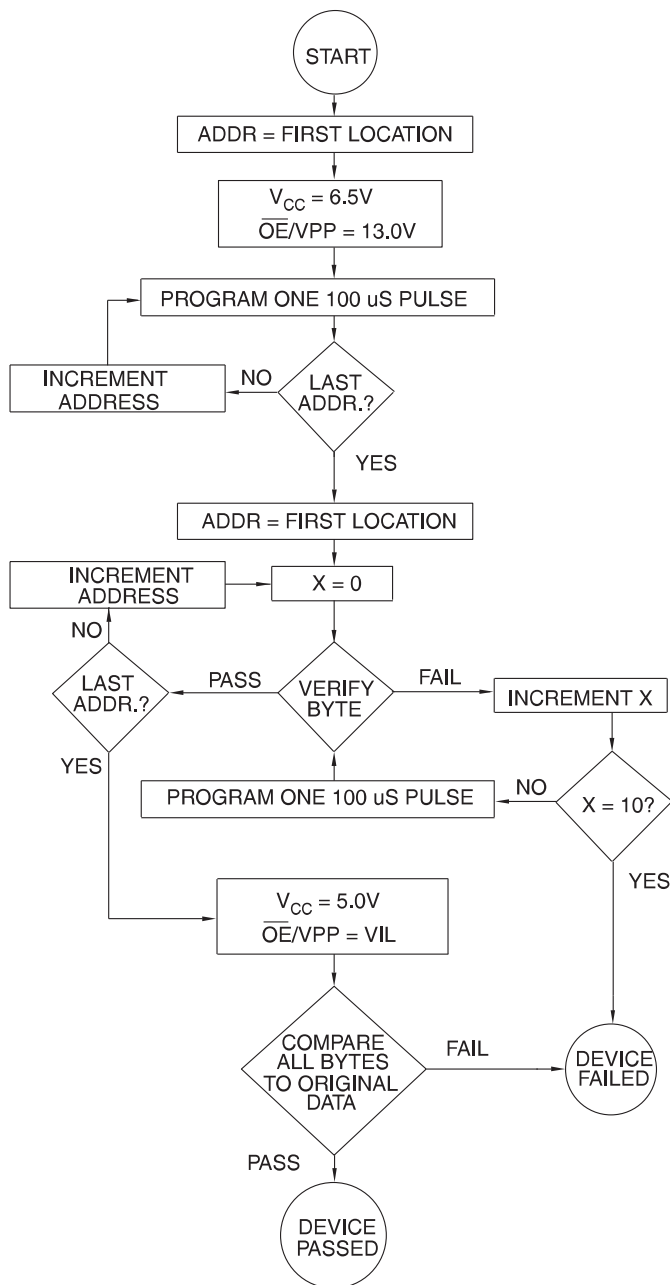 START
ADDR = FIRST LOCATION
VCC = 6.5V
OE/VPP = 13.0V
PROGRAM ONE 100 uS PULSE
INCREMENT
ADDRESS
NO
LAST
ADDR.?
YES
ADDR = FIRST LOCATION
INCREMENT
ADDRESS
X = 0
NO
LAST
ADDR.?
PASS
VERIFY
BYTE
FAIL
INCREMENT X
YES
PROGRAM ONE 100 uS PULSE
NO
X = 10?
YES
VCC = 5.0V
OE/VPP = VIL
COMPARE
ALL BYTES
TO ORIGINAL
DATA
FAIL
DEVICE
FAILED
PASS
DEVICE
PASSED